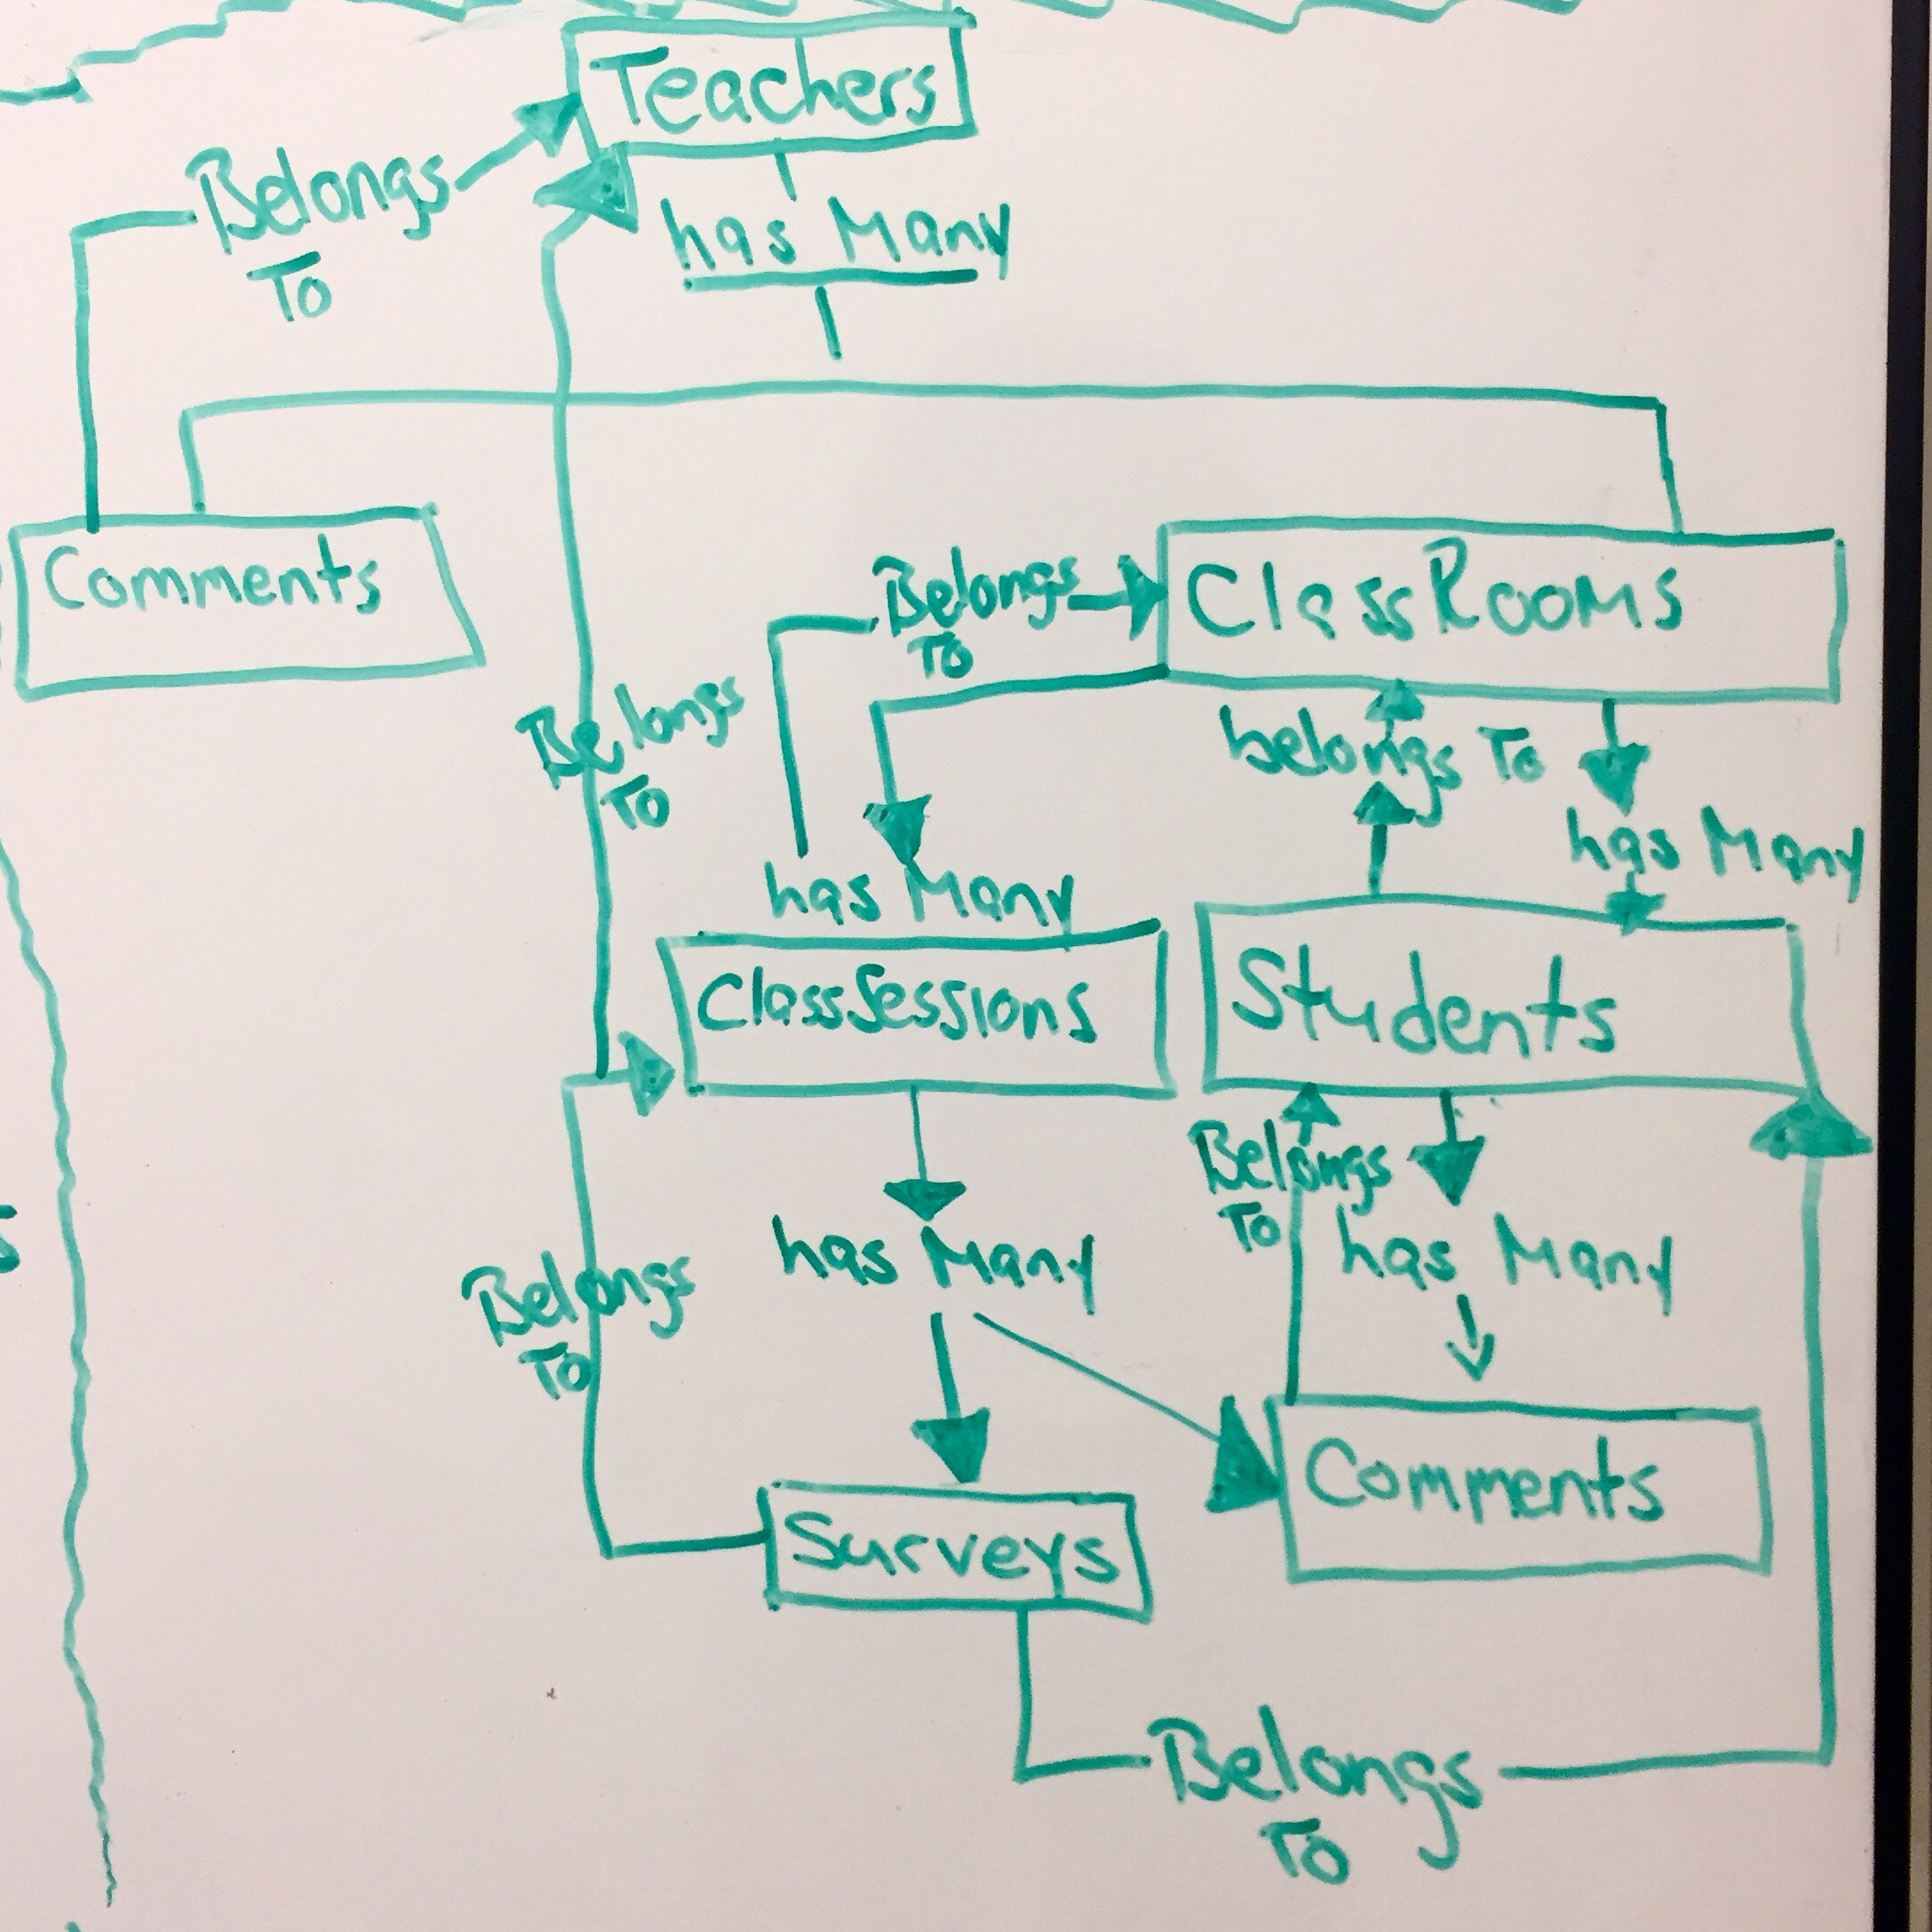 Teachers
Belongs
To
has Many
Comments
Belongs
To
ClassRooms
Belongs
To
belongs To
has Many
has Many
ClassSessions
Students
Belongs
To
has Many
Belongs
To
has Many
Comments
Surveys
Belongs
To